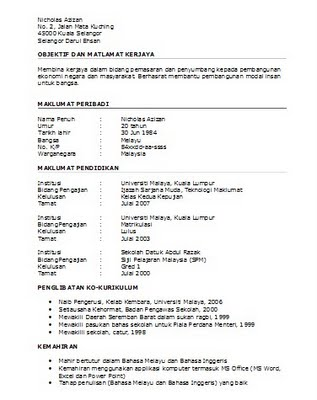 Nicholas Azizan
No. 2, Jalan Mata Kuching
45000 Kuala Selangor
Selangor Darul Ehsan
OBJEKTIF DAN MATLAMAT KERJAYA
Membina kerjaya dalam bidang pemasaran dan penyumbang kepada pembangunan
ekonomi negara dan masyarakat. Berhasrat membantu pembangunan modal insan
untuk bangsa.
MAKLUMAT PERIBADI
Nama Penuh : Nicholas Azizan
Umur : 20 tahun
Tarikh lahir : 30 Jun 1984
Bangsa : Melayu
No. K/P : 84xxdd-aa-ssss
Warganegara : Malaysia
MAKLUMAT PENDIDIKAN
Institusi : Universiti Malaya, Kuala Lumpur
Bidang Pengajian : Ijazah Sarjana Muda, Teknologi Maklumat
Kelulusan : Kelas Kedua Kepujian
Tamat : Julai 2007
Institusi : Universiti Malaya, Kuala Lumpur
Bidang Pengajian : Matrikulasi
Kelulusan : Lulus
Tamat : Julai 2003
Institusi : Sekolah Datuk Abdul Razak
Bidang Pengajian : Sijil Pelajaran Malaysia (SPM)
Kelulusan : Gred 1
Tamat : Julai 2000
PENGLIBATAN KO-KURIKULUM
• Naib Pengerusi, Kelab Kembara, Universiti Malaya, 2006
• Setiausaha Kehormat, Badan Pengawas Sekolah, 2000
• Mewakili Daerah Seremban Barat dalam sukan ragbi, 1999
• Mewakili pasukan bahas sekolah untuk Piala Perdana Menteri, 1999
• Mewakili sekolah, catur, 1998
KEMAHIRAN
• Mahir bertutur dalam Bahasa Melayu dan Bahasa Inggeris
• Kemahiran menggunakan applikasi komputer termasuk MS Office (MS Word,
Excel dan Power Point)
• Tahap penulisan (Bahasa Melayu dan Bahasa Inggeris) yang baik